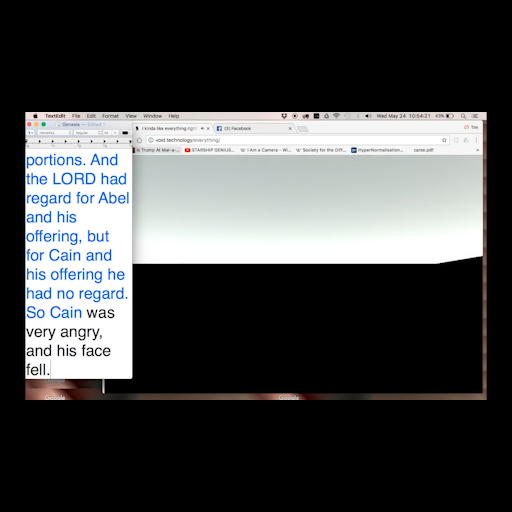 TextEdit File Edit Format View Window Help
Wed May 24 10:54:21 43%
Genesis — Edited
I kinda like everything right
(3) Facebook
void.technology/everything/
is Trump At Mar-a-...
STARSHIP GENIUS...
I Am a Camera - Wi...
Society for the Diff...
HyperNormalisation...
carse.pdf
portions. And
the LORD had
regard for Abel
and his
offering, but
for Cain and
his offering he
had no regard.
So Cain was
very angry,
and his face
fell.
Google
Google